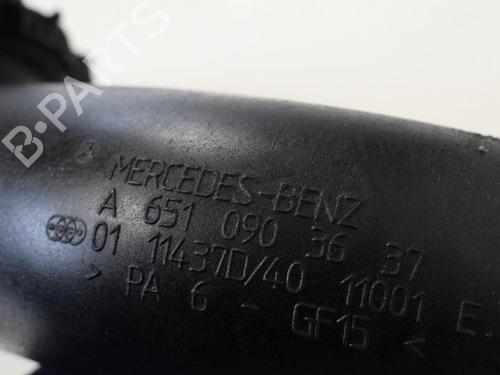 B-PARTS
MERCEDES-BENZ
A 651 090 36 37
01 11437D/40 11001 E
> PA 6 - GF15 <